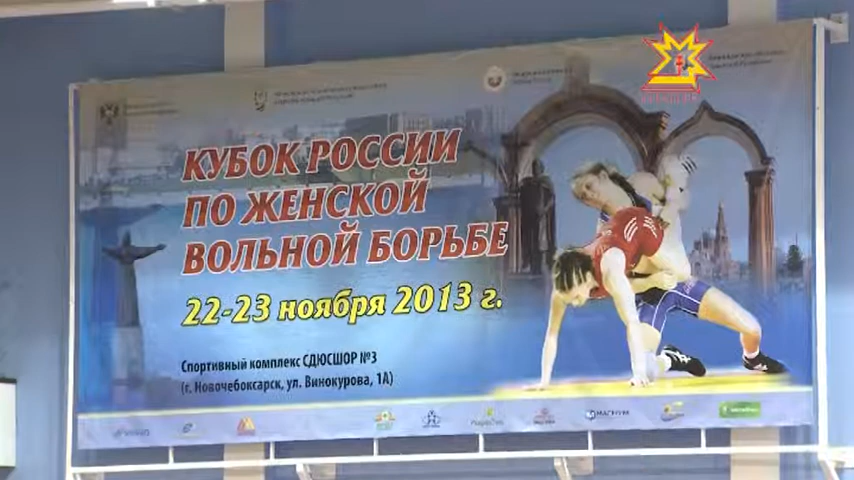 КУБОК РОССИИ
ПО ЖЕНСКОЙ
ВОЛЬНОЙ БОРЬБЕ
22-23 ноября 2013 г.
Спортивный комплекс СДЮСШОР №3
(г. Новочебоксарск, ул. Винокурова, 1А)